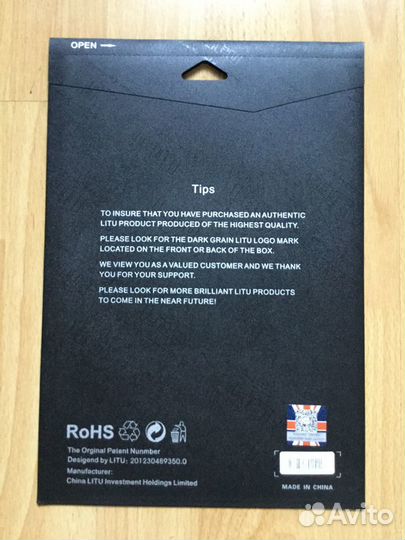 OPEN
Tips
TO INSURE THAT YOU HAVE PURCHASED AN AUTHENTIC
LITU PRODUCT PRODUCED OF THE HIGHEST QUALITY.
PLEASE LOOK FOR THE DARK GRAIN LITU LOGO MARK
LOCATED ON THE FRONT OR BACK OF THE BOX.
WE VIEW YOU AS A VALUED CUSTOMER AND WE THANK
YOU FOR YOUR SUPPORT.
PLEASE LOOK FOR MORE BRILLIANT LITU PRODUCTS
TO COME IN THE NEAR FUTURE!
RoHS
The Orginal Patent Nunmber
Desigend by LITU: 201230469350.0
Manufacturer:
China LITU Investment Holdings Limited
MADE IN CHINA
Avito